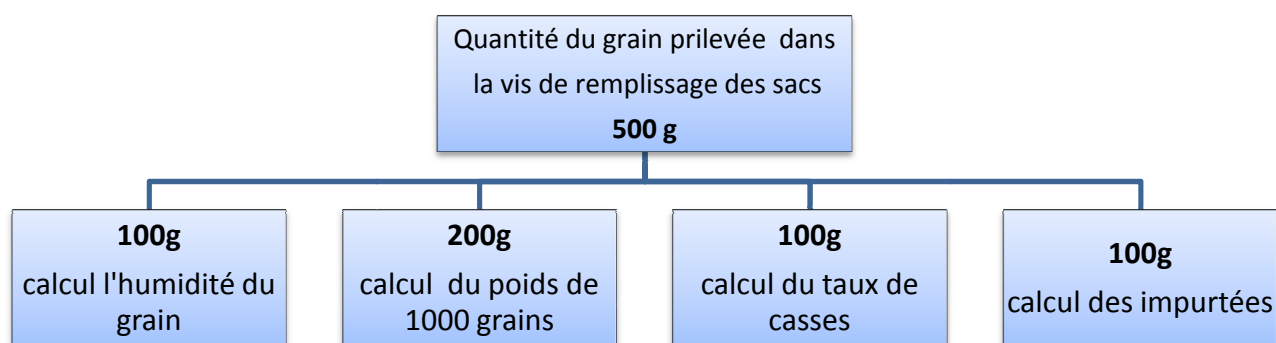 Quantité du grain prilevée dans
la vis de remplissage des sacs
500 g
100g
calcul l'humidité du
grain
200g
calcul du poids de
1000 grains
100g
calcul du taux de
casses
100g
calcul des impurtées